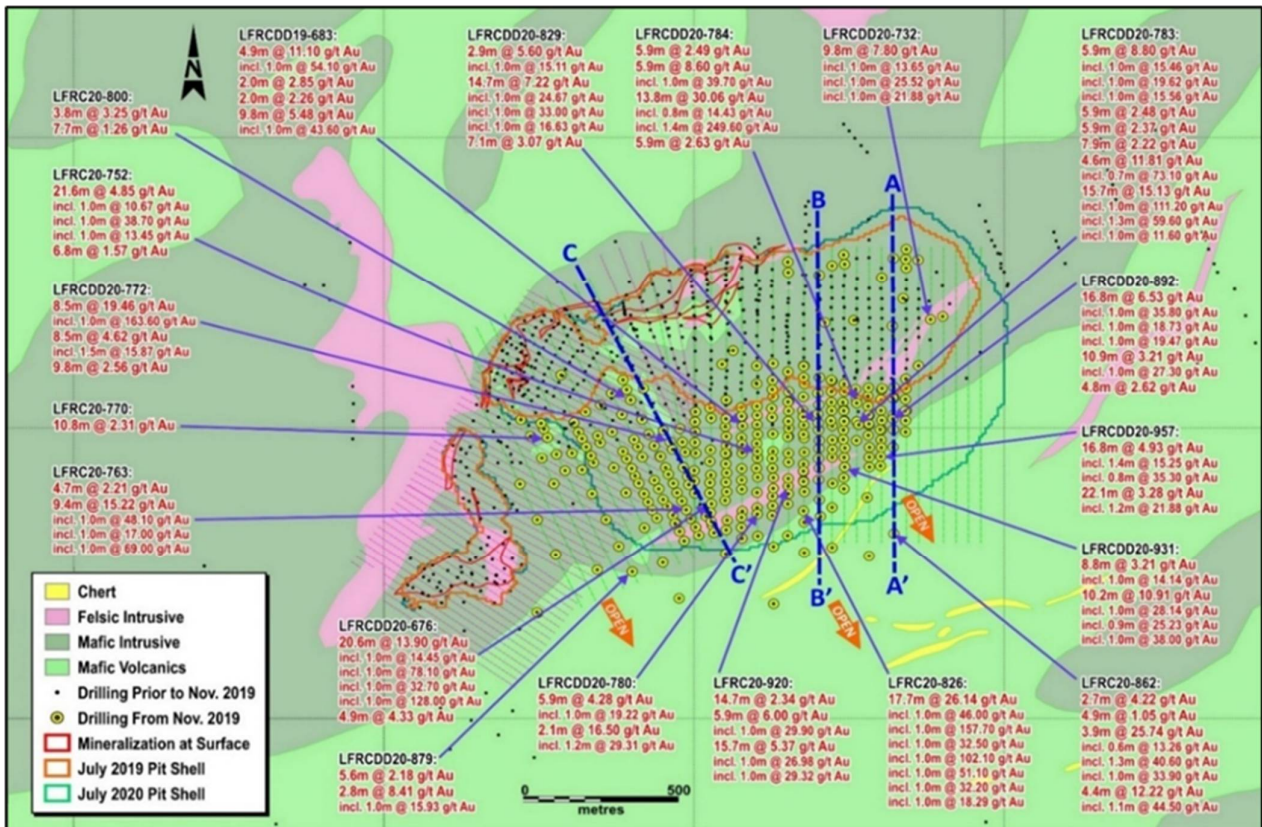 LFRC20-800:
3.8m @ 3.25 g/t Au
7.7m @ 1.26 g/t Au
LFRC20-752:
21.6m @ 4.85 g/t Au
incl. 1.0m @ 10.67 g/t Au
incl. 1.0m @ 38.70 g/t Au
incl. 1.0m @ 13.45 g/t Au
6.8m @ 1.57 g/t Au
LFRCDD20-772:
8.5m @ 19.46 g/t Au
incl. 1.0m @ 163.60 g/t Au
8.5m @ 4.62 g/t Au
incl. 1.5m @ 15.87 g/t Au
9.8m @ 2.56 g/t Au
LFRC20-770:
10.8m @ 2.31 g/t Au
LFRC20-763:
4.7m @ 2.21 g/t Au
9.4m @ 15.22 g/t Au
incl. 1.0m @ 48.10 g/t Au
incl. 1.0m @ 17.00 g/t Au
incl. 1.0m @ 69.00 g/t Au
N
LFRCDD19-683:
4.9m @ 11.10 g/t Au
incl. 1.0m @ 54.10 g/t Au
2.0m @ 2.85 g/t Au
2.0m @ 2.26 g/t Au
9.8m @ 5.48 g/t Au
incl. 1.0m @ 43.60 g/t Au
LFRCDD20-829:
2.9m @ 5.60 g/t Au
incl. 1.0m @ 15.11 g/t Au
14.7m @ 7.22 g/t Au
incl. 1.0m @ 24.67 g/t Au
incl. 1.0m @ 33.00 g/t Au
incl. 1.0m @ 16.63 g/t Au
7.1m @ 3.07 g/t Au
LFRCDD20-784:
5.9m @ 2.49 g/t Au
5.9m @ 8.60 g/t Au
incl. 1.0m @ 39.70 g/t Au
13.8m @ 30.06 g/t Au
incl. 0.8m @ 14.43 g/t Au
incl. 1.4m @ 249.60 g/t Au
5.9m @ 2.63 g/t Au
LFRCDD20-732:
9.8m @ 7.80 g/t Au
incl. 1.0m @ 13.65 g/t Au
incl. 1.0m @ 25.52 g/t Au
incl. 1.0m @ 21.88 g/t Au
LFRCDD20-783:
5.9m @ 8.80 g/t Au
incl. 1.0m @ 15.46 g/t Au
incl. 1.0m @ 19.62 g/t Au
incl. 1.0m @ 15.56 g/t Au
5.9m @ 2.48 g/t Au
5.9m @ 2.37 g/t Au
7.9m @ 2.22 g/t Au
4.6m @ 11.81 g/t Au
incl. 0.7m @ 73.10 g/t Au
15.7m @ 15.13 g/t Au
incl. 1.0m @ 111.20 g/t Au
incl. 1.3m @ 59.60 g/t Au
incl. 1.0m @ 11.60 g/t Au
LFRCDD20-892:
16.8m @ 6.53 g/t Au
incl. 1.0m @ 35.80 g/t Au
incl. 1.0m @ 18.73 g/t Au
incl. 1.0m @ 19.47 g/t Au
10.9m @ 3.21 g/t Au
incl. 1.0m @ 27.30 g/t Au
4.8m @ 2.62 g/t Au
LFRCDD20-957:
16.8m @ 4.93 g/t Au
incl. 1.4m @ 15.25 g/t Au
incl. 0.8m @ 35.30 g/t Au
22.1m @ 3.28 g/t Au
incl. 1.2m @ 21.88 g/t Au
LFRCDD20-931:
8.8m @ 3.21 g/t Au
incl. 1.0m @ 14.14 g/t Au
10.2m @ 10.91 g/t Au
incl. 1.0m @ 28.14 g/t Au
incl. 0.9m @ 25.23 g/t Au
incl. 1.0m @ 38.00 g/t Au
LFRC20-862:
2.7m @ 4.22 g/t Au
4.9m @ 1.05 g/t Au
3.9m @ 25.74 g/t Au
incl. 0.6m @ 13.26 g/t Au
incl. 1.3m @ 40.60 g/t Au
incl. 1.0m @ 33.90 g/t Au
4.4m @ 12.22 g/t Au
incl. 1.1m @ 44.50 g/t Au
C
B
A
C'
B'
A'
OPEN
OPEN
OPEN
Chert
Felsic Intrusive
Mafic Intrusive
Mafic Volcanics
Drilling Prior to Nov. 2019
Drilling From Nov. 2019
Mineralization at Surface
July 2019 Pit Shell
July 2020 Pit Shell
LFRCDD20-676:
20.6m @ 13.90 g/t Au
incl. 1.0m @ 14.45 g/t Au
incl. 1.0m @ 78.10 g/t Au
incl. 1.0m @ 32.70 g/t Au
incl. 1.0m @ 128.00 g/t Au
4.9m @ 4.33 g/t Au
LFRCDD20-879:
5.6m @ 2.18 g/t Au
2.8m @ 8.41 g/t Au
incl. 1.0m @ 15.93 g/t Au
LFRCDD20-780:
5.9m @ 4.28 g/t Au
incl. 1.0m @ 19.22 g/t Au
2.1m @ 16.50 g/t Au
incl. 1.2m @ 29.31 g/t Au
LFRC20-920:
14.7m @ 2.34 g/t Au
5.9m @ 6.00 g/t Au
incl. 1.0m @ 29.90 g/t Au
15.7m @ 5.37 g/t Au
incl. 1.0m @ 26.98 g/t Au
incl. 1.0m @ 29.32 g/t Au
LFRC20-826:
17.7m @ 26.14 g/t Au
incl. 1.0m @ 46.00 g/t Au
incl. 1.0m @ 157.70 g/t Au
incl. 1.0m @ 32.50 g/t Au
incl. 1.0m @ 102.10 g/t Au
incl. 1.0m @ 51.10 g/t Au
incl. 1.0m @ 32.20 g/t Au
incl. 1.0m @ 18.29 g/t Au
0 500
metres